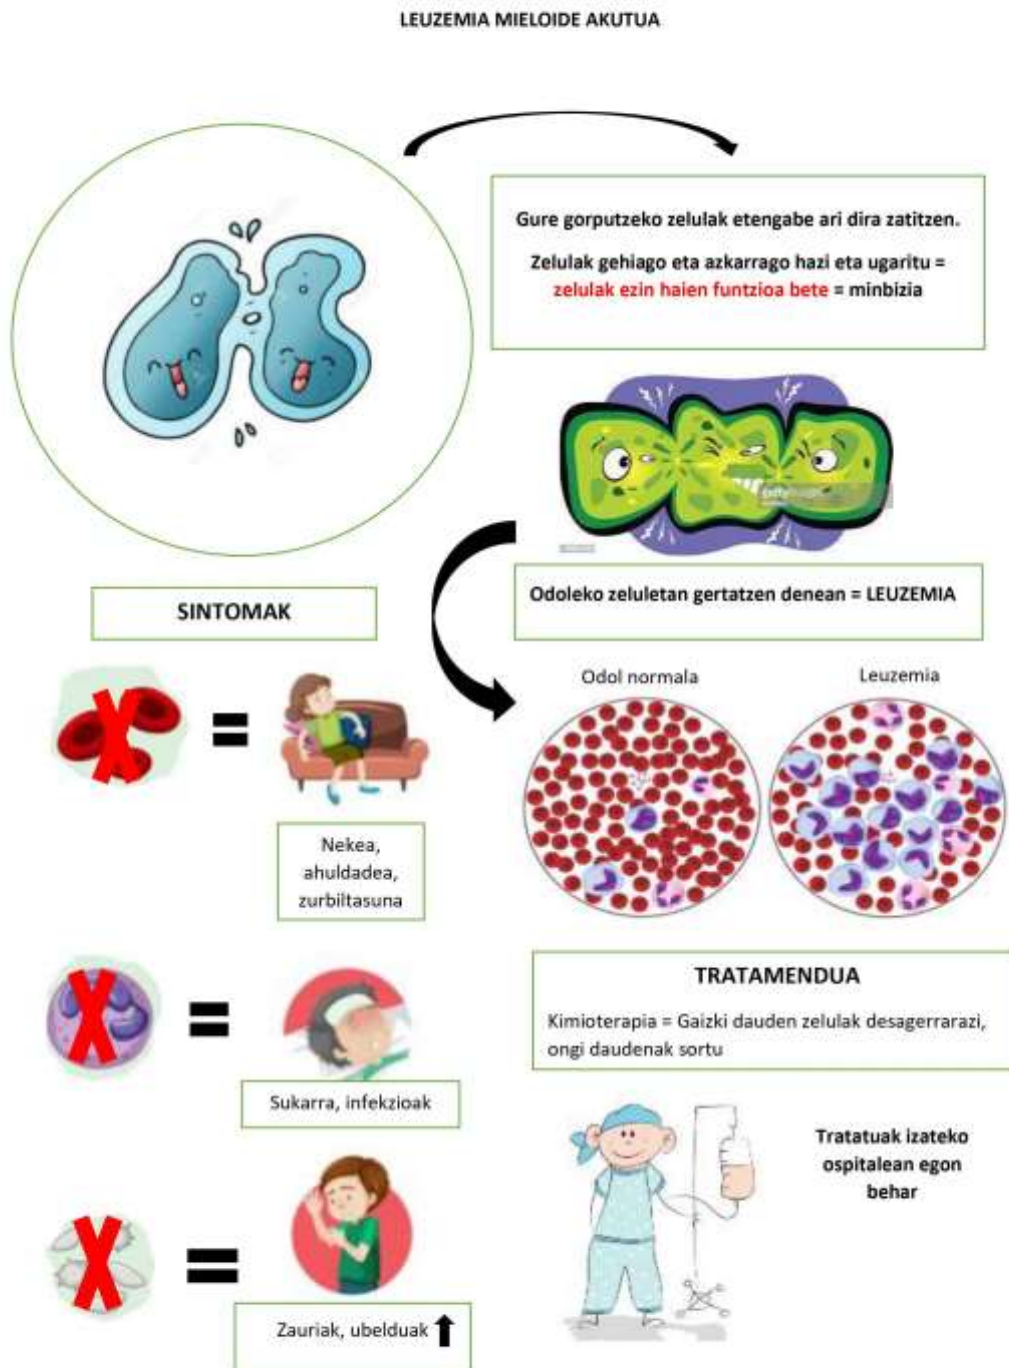 LEUZEMIA MIELOIDE AKUTUA
Gure gorputzeko zelulak etengabe ari dira zatitzen.
Zelulak gehiago eta azkarrago hazi eta ugaritu =
zelulak ezin haien funtzioa bete = minbizia
Odoleko zeluletan gertatzen denean = LEUZEMIA
Odol normala
Leuzemia
SINTOMAK
Nekea,
ahuldadea,
zurbiltasuna
Sukarra, infekzioak
Zauriak, ubelduak
TRATAMENDUA
Kimioterapia = Gaizki dauden zelulak desagerrarazi,
ongi daudenak sortu
Tratatuak izateko
ospitalean egon
behar